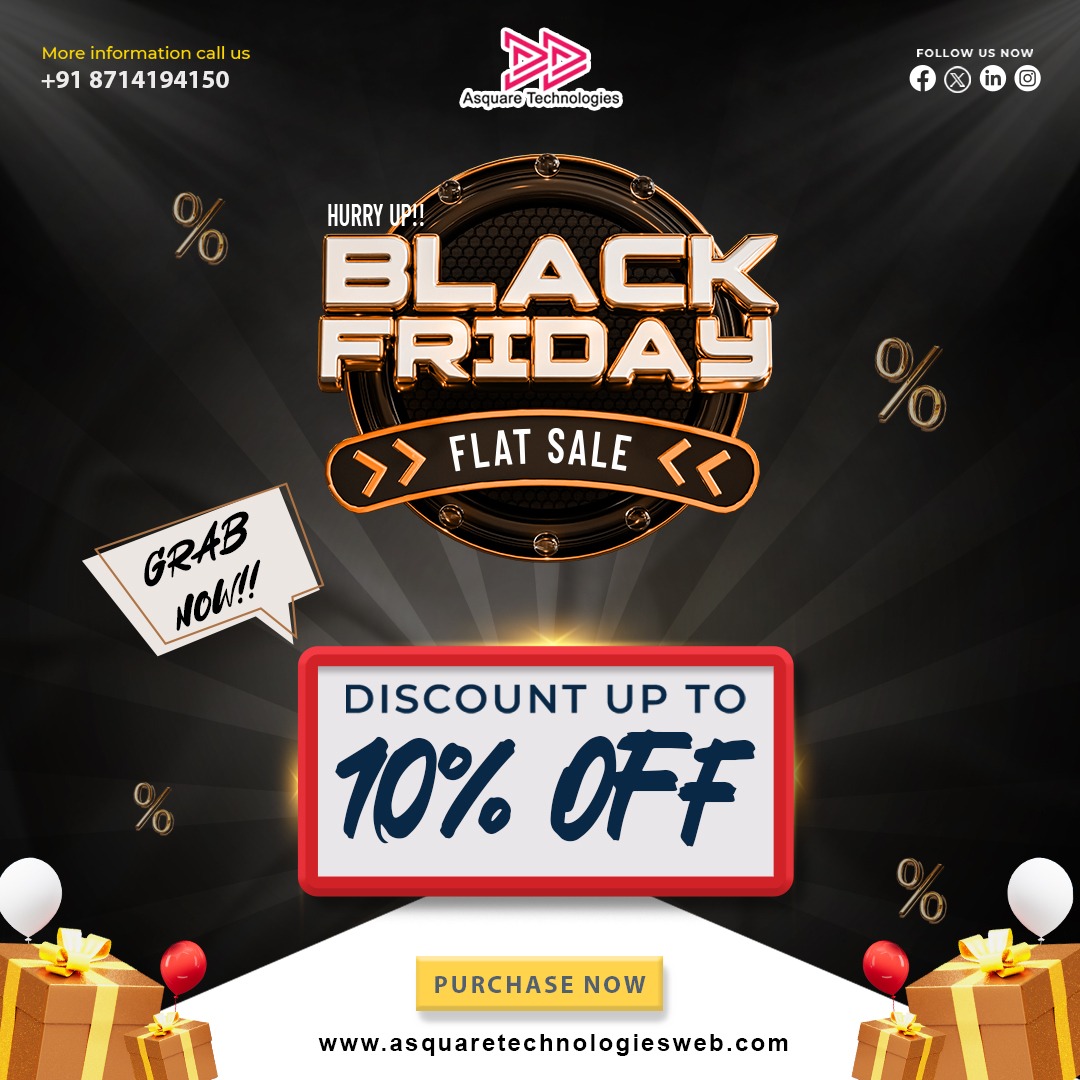 More information call us
+91 8714194150
Asquare Technologies
FOLLOW US NOW
HURRY UP!!
BLACK
FRIDAY
FLAT SALE
GRAB
NOW!!
DISCOUNT UP TO
10% OFF
PURCHASE NOW
www.asquaretechnologiesweb.com